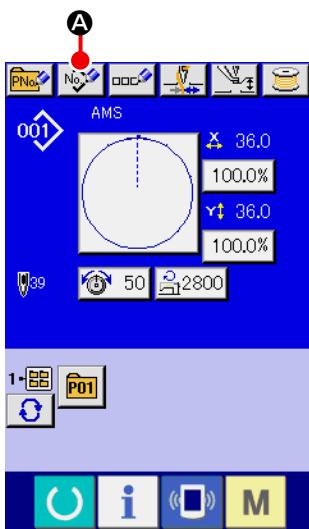 A
PNo. No.
001 AMS
X 36.0
100.0%
Y 36.0
100.0%
39 50 2800
1- P01
i M